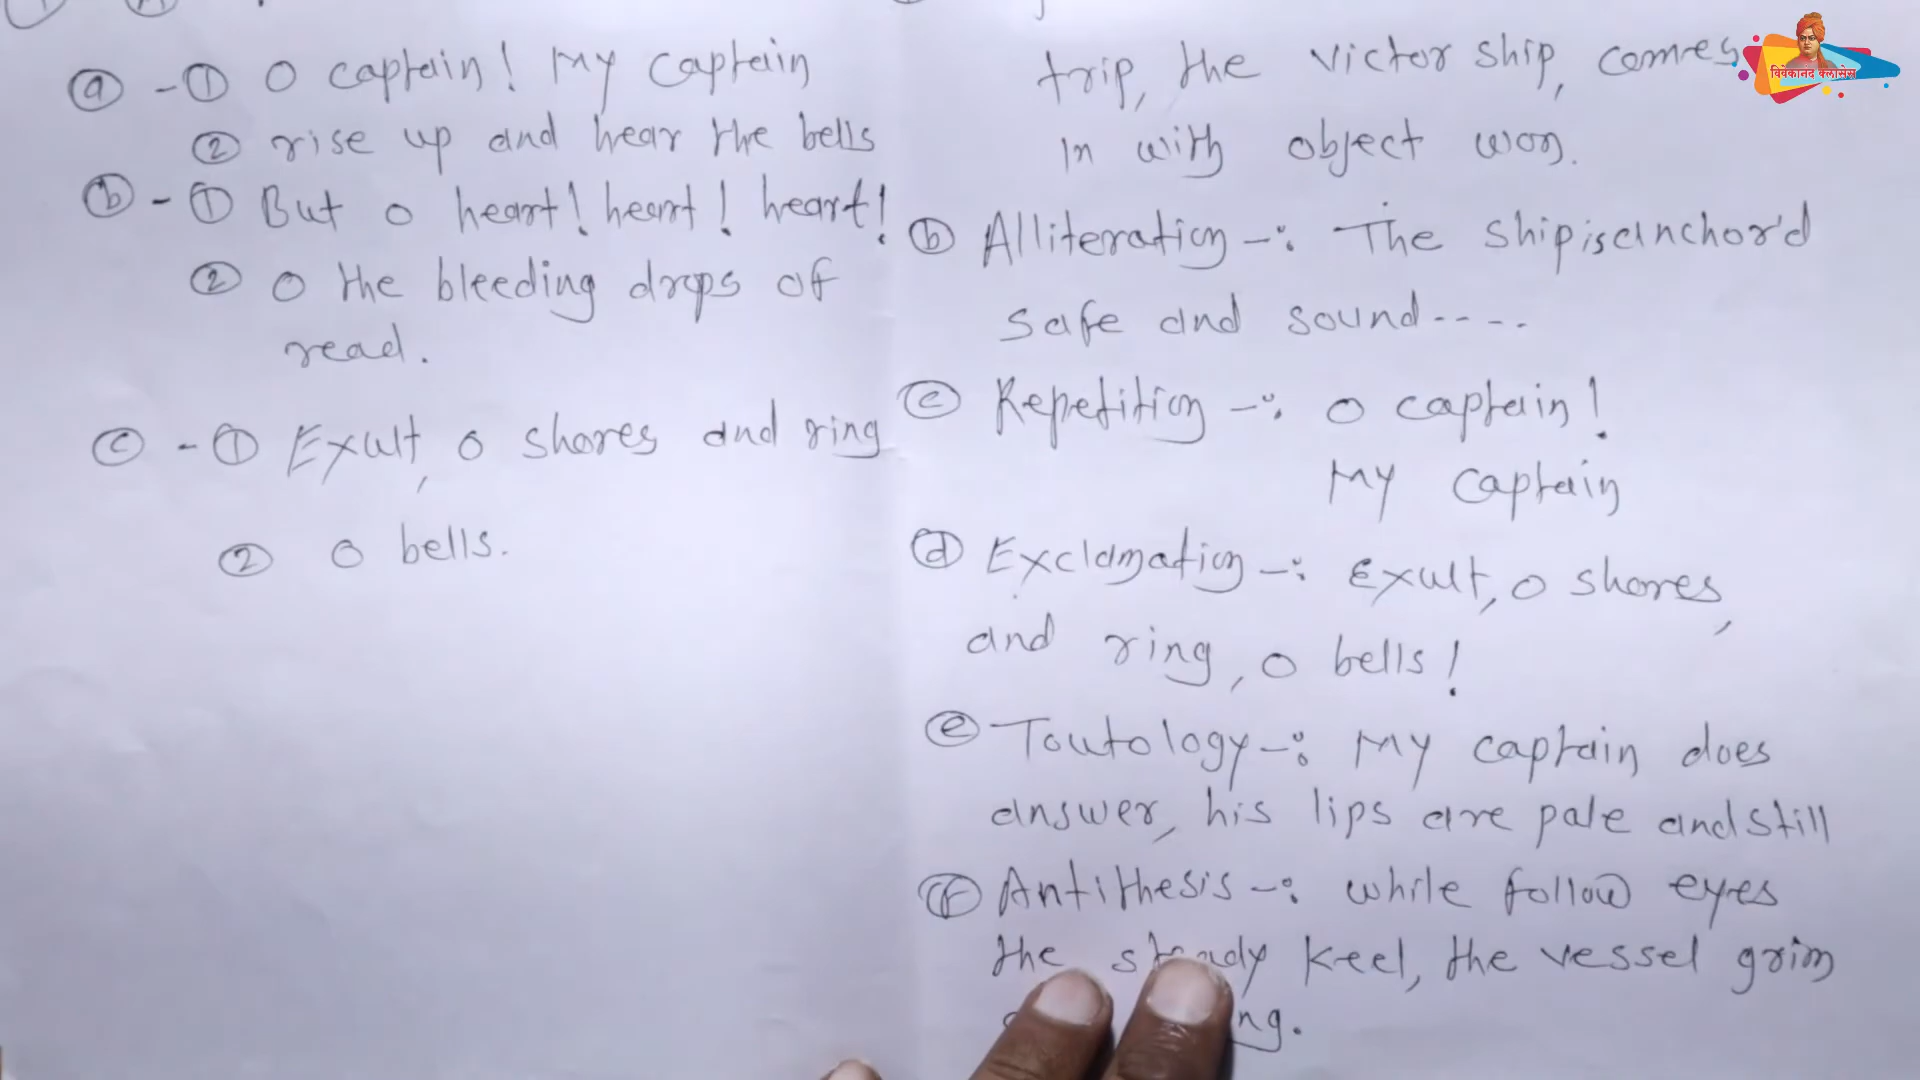 a - 1 O captain! My captain
2 rise up and hear the bells
b - 1 But o heart! heart! heart!
2 O the bleeding drops of
read.
c - 1 Exult, o shores and ring
2 O bells.
trip, the victor ship, comes
In with object won.
b Alliteration -: The ship is anchor'd
safe and sound----
c Repetition -: O captain!
My captain
d Exclamation -: Exult, o shores,
and ring, o bells!
e Toutology -: My captain does
answer, his lips are pale and still
f Antithesis -: while follow eyes
the steady keel, the vessel grim
विवेकानंद क्लासेस